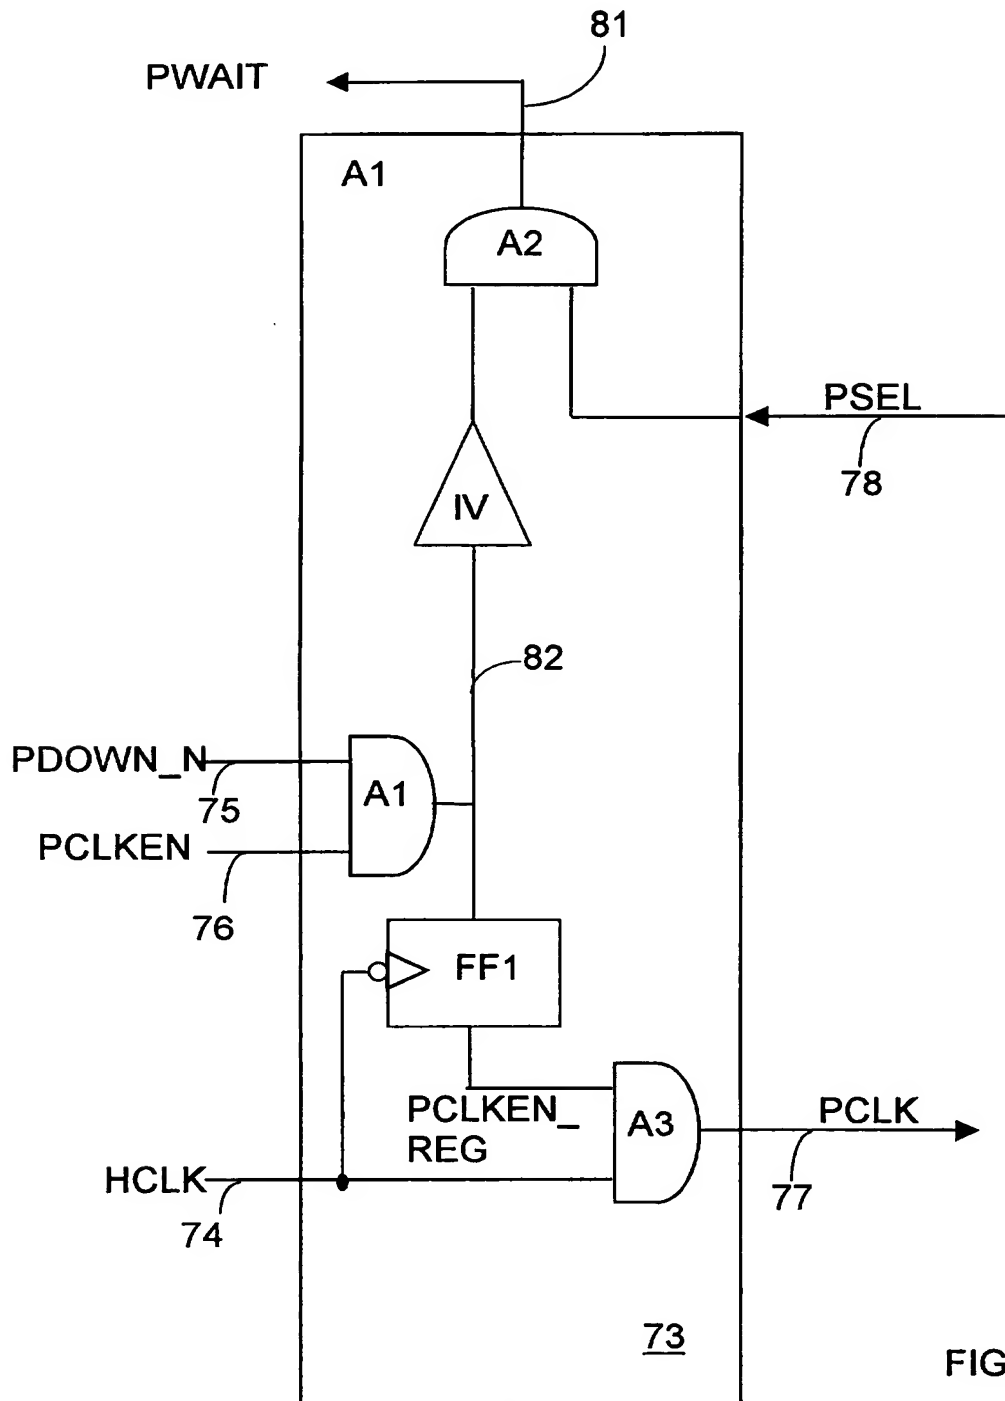 81
PWAIT
A1
A2
PSEL
78
IV
82
PDOWN_N
75
A1
PCLKEN
76
FF1
PCLKEN_
REG
A3
PCLK
77
HCLK
74
73
FIG